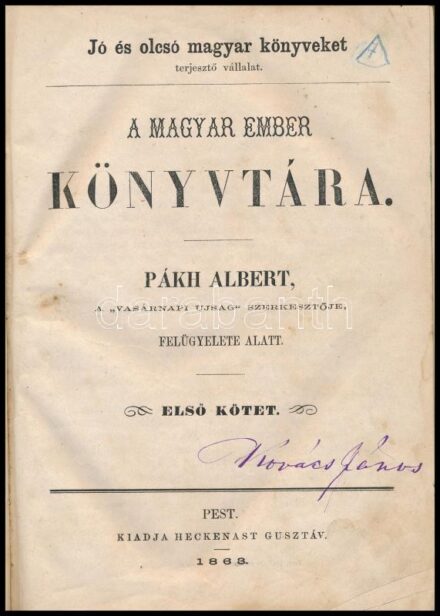 Jó és olcsó magyar könyveket
A
terjesztő vállalat.
A MAGYAR EMBER
KÖNYVTÁRA.
PÁKH ALBERT,
A „VASÁRNAPI UJSAG“ SZERKESZTŐJE,
darabanth
FELÜGYELETE ALATT.
ELSŐ KÖTET.
Kovács János
PEST.
KIADJA HECKENAST GUSZTÁV.
1863.